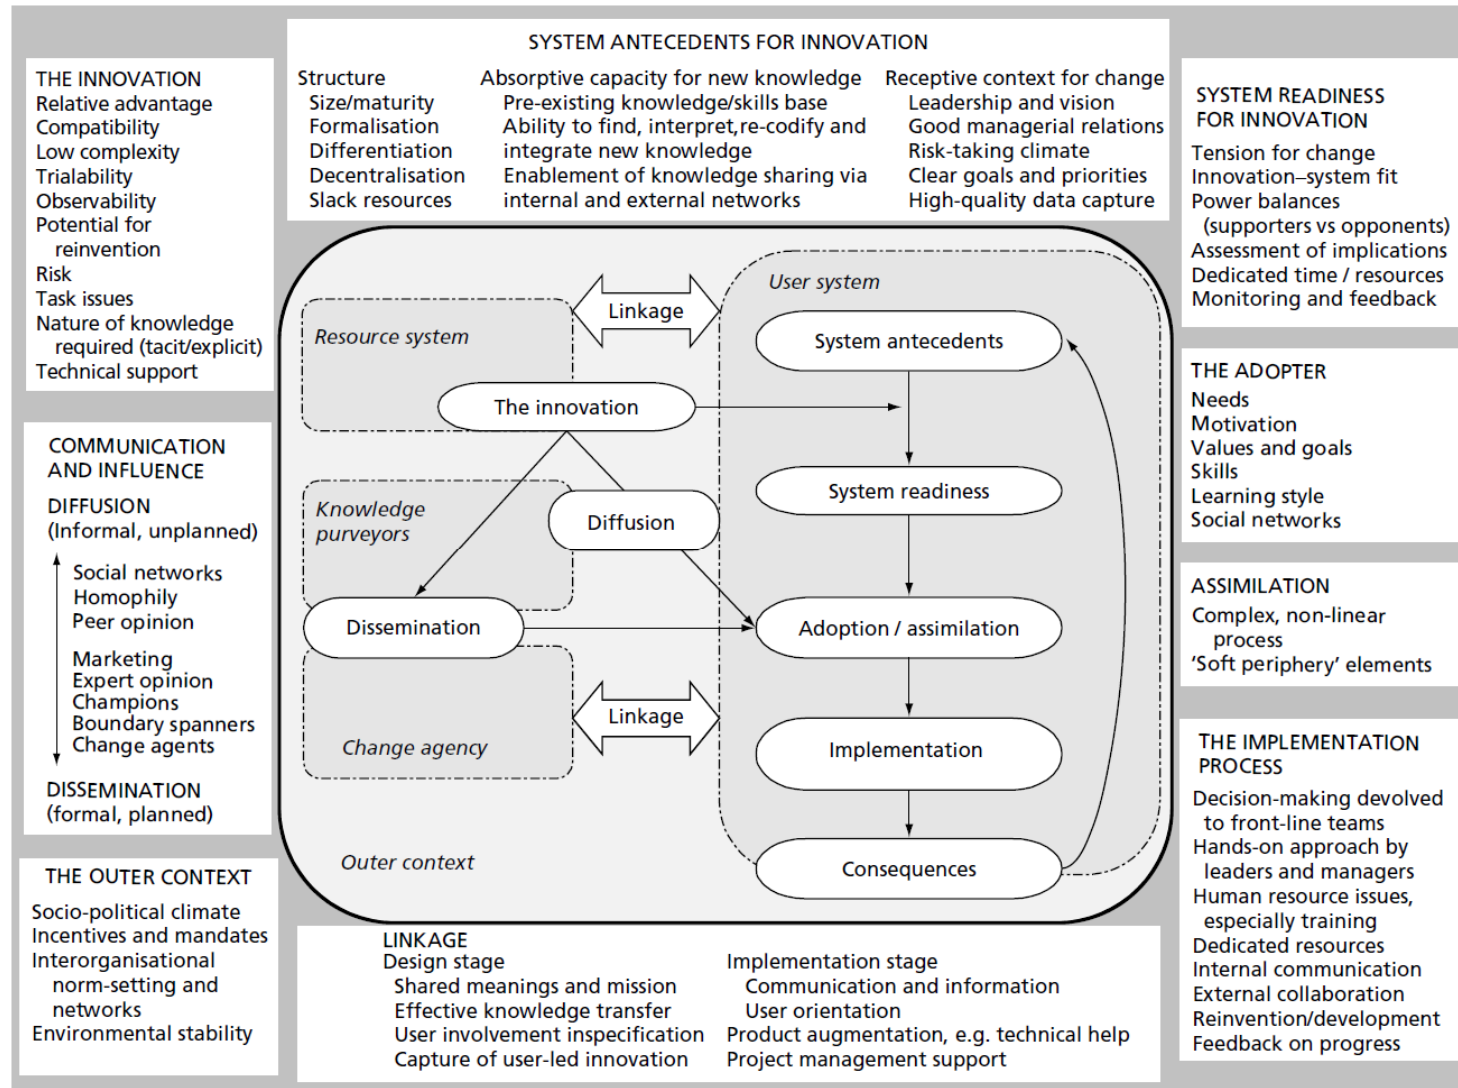 SYSTEM ANTECEDENTS FOR INNOVATION
Structure
Size/maturity
Formalisation
Differentiation
Decentralisation
Slack resources
Absorptive capacity for new knowledge
Pre-existing knowledge/skills base
Ability to find, interpret,re-codify and
integrate new knowledge
Enablement of knowledge sharing via
internal and external networks
Receptive context for change
Leadership and vision
Good managerial relations
Risk-taking climate
Clear goals and priorities
High-quality data capture
THE INNOVATION
Relative advantage
Compatibility
Low complexity
Trialability
Observability
Potential for
reinvention
Risk
Task issues
Nature of knowledge
required (tacit/explicit)
Technical support
COMMUNICATION
AND INFLUENCE
DIFFUSION
(Informal, unplanned)
Social networks
Homophily
Peer opinion
Marketing
Expert opinion
Champions
Boundary spanners
Change agents
DISSEMINATION
(formal, planned)
THE OUTER CONTEXT
Socio-political climate
Incentives and mandates
Interorganisational
norm-setting and
networks
Environmental stability
Resource system
Linkage
User system
System antecedents
The innovation
Knowledge
purveyors
Diffusion
System readiness
Dissemination
Adoption / assimilation
Change agency
Linkage
Implementation
Outer context
Consequences
SYSTEM READINESS
FOR INNOVATION
Tension for change
Innovation–system fit
Power balances
(supporters vs opponents)
Assessment of implications
Dedicated time / resources
Monitoring and feedback
THE ADOPTER
Needs
Motivation
Values and goals
Skills
Learning style
Social networks
ASSIMILATION
Complex, non-linear
process
‘Soft periphery’ elements
THE IMPLEMENTATION
PROCESS
Decision-making devolved
to front-line teams
Hands-on approach by
leaders and managers
Human resource issues,
especially training
Dedicated resources
Internal communication
External collaboration
Reinvention/development
Feedback on progress
LINKAGE
Design stage
Shared meanings and mission
Effective knowledge transfer
User involvement inspecification
Capture of user-led innovation
Implementation stage
Communication and information
User orientation
Product augmentation, e.g. technical help
Project management support